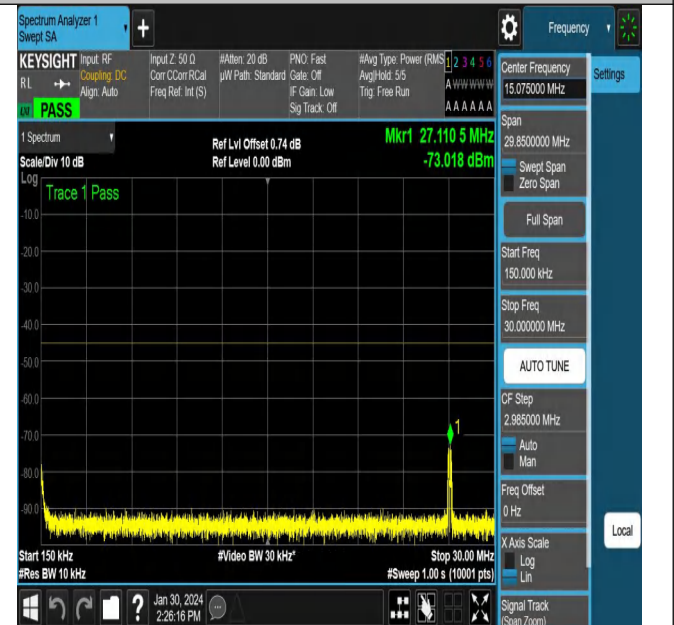 Spectrum Analyzer 1
Swept SA
+
Frequency
KEYSIGHT
RL
PASS
Input: RF
Coupling: DC
Align: Auto
Input Z: 50 Ω
Corr CCorr RCal
Freq Ref: Int (S)
#Atten: 20 dB
µW Path: Standard
PNO: Fast
Gate: Off
IF Gain: Low
Sig Track: Off
#Avg Type: Power (RMS
Avg|Hold: 5/5
Trig: Free Run
1 2 3 4 5 6
A W W W W W
A A A A A A
1 Spectrum
Scale/Div 10 dB
Ref Lvl Offset 0.74 dB
Ref Level 0.00 dBm
Mkr1 27.110 5 MHz
-73.018 dBm
Log
Trace 1 Pass
-10.0
-20.0
-30.0
-40.0
-50.0
-60.0
-70.0
-80.0
-90.0
1
Start 150 kHz
#Res BW 10 kHz
#Video BW 30 kHz*
Stop 30.00 MHz
#Sweep 1.00 s (10001 pts)
?
Jan 30, 2024
2:26:16 PM
Center Frequency
15.075000 MHz
Settings
Span
29.8500000 MHz
Swept Span
Zero Span
Full Span
Start Freq
150.000 kHz
Stop Freq
30.000000 MHz
AUTO TUNE
CF Step
2.985000 MHz
Auto
Man
Freq Offset
0 Hz
X Axis Scale
Log
Lin
Local
Signal Track
(Span Zoom)